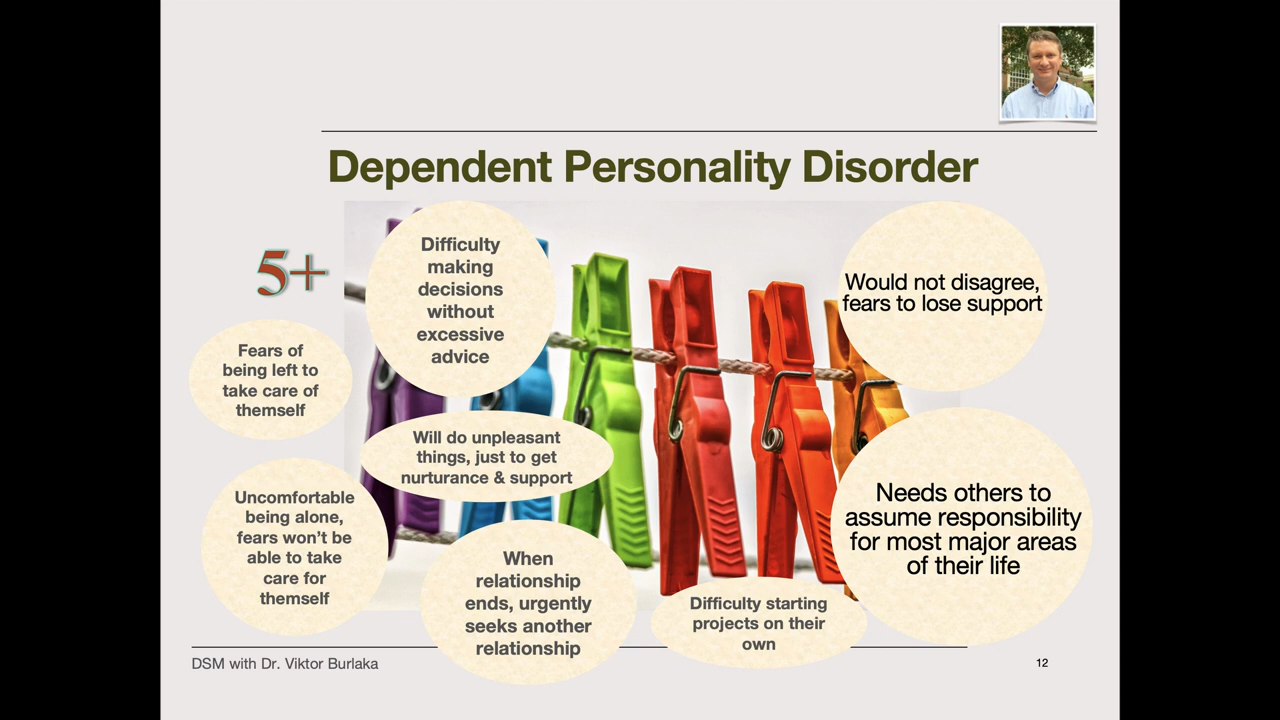 Dependent Personality Disorder
5+
Difficulty
making
decisions
without
excessive
advice
Would not disagree,
fears to lose support
Fears of
being left to
take care of
themself
Will do unpleasant
things, just to get
nurturance & support
Uncomfortable
being alone,
fears won't be
able to take
care for
themself
When
relationship
ends, urgently
seeks another
relationship
Difficulty starting
projects on their
own
Needs others to
assume responsibility
for most major areas
of their life
DSM with Dr. Viktor Burlaka
12